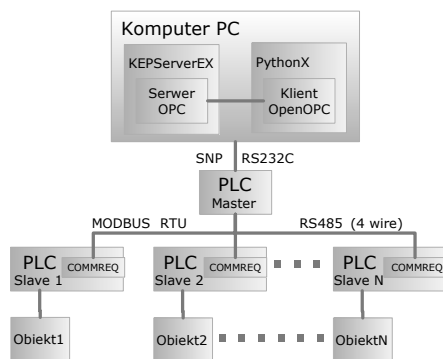 Komputer PC
KEPServerEX
PythonX
Serwer
OPC
Klient
OpenOPC
SNP RS232C
PLC
Master
MODBUS RTU
RS485 (4 wire)
PLC
COMMREQ
Slave 1
PLC
COMMREQ
Slave 2
PLC
COMMREQ
Slave N
Obiekt1
Obiekt2
ObiektN